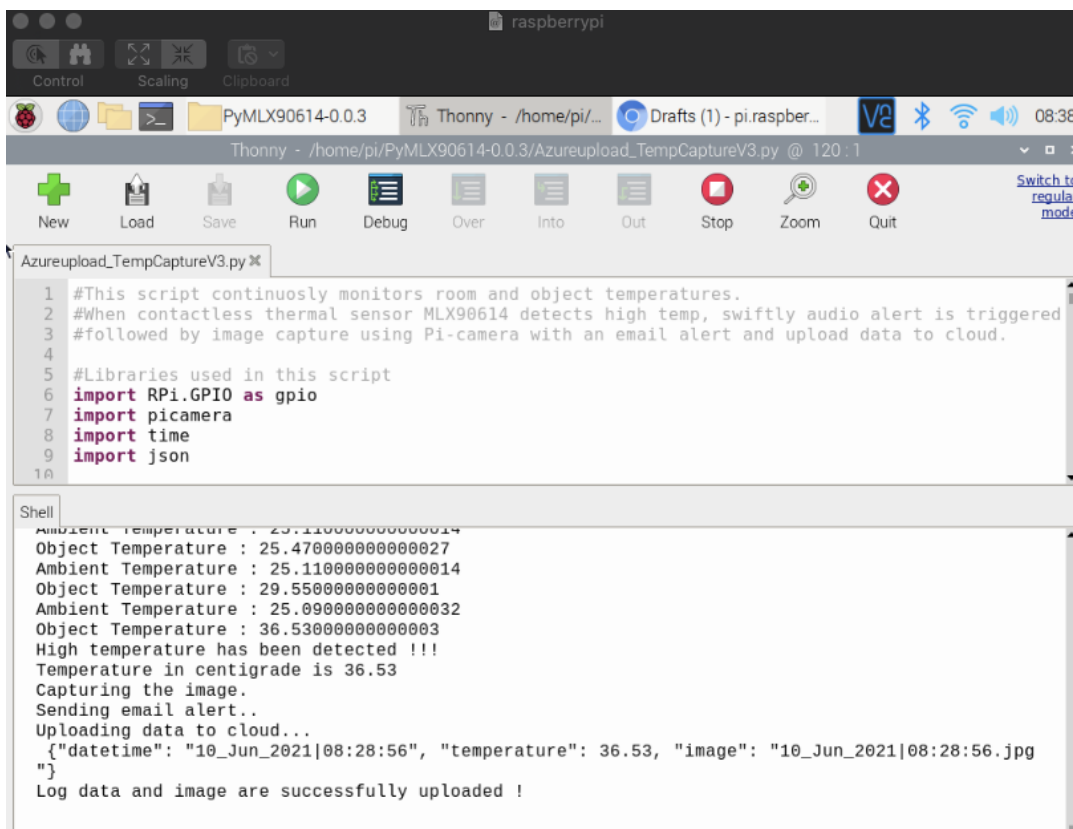 raspberrypi
Control Scaling Clipboard
PyMLX90614-0.0.3 Thonny - /home/pi/... Drafts (1) - pi.raspber... 08:38
Thonny - /home/pi/PyMLX90614-0.0.3/Azureupload_TempCaptureV3.py @ 120 : 1
New Load Save Run Debug Over Into Out Stop Zoom Quit
Switch to
regula
mode
Azureupload_TempCaptureV3.py
1 #This script continuosly monitors room and object temperatures.
2 #When contactless thermal sensor MLX90614 detects high temp, swiftly audio alert is triggered
3 #followed by image capture using Pi-camera with an email alert and upload data to cloud.
4
5 #Libraries used in this script
6 import RPi.GPIO as gpio
7 import picamera
8 import time
9 import json
10
Shell
Ambient Temperature : 25.110000000000014
Object Temperature : 25.470000000000027
Ambient Temperature : 25.110000000000014
Object Temperature : 29.55000000000001
Ambient Temperature : 25.090000000000032
Object Temperature : 36.53000000000003
High temperature has been detected !!!
Temperature in centigrade is 36.53
Capturing the image.
Sending email alert..
Uploading data to cloud...
{"datetime": "10_Jun_2021|08:28:56", "temperature": 36.53, "image": "10_Jun_2021|08:28:56.jpg
"}
Log data and image are successfully uploaded !